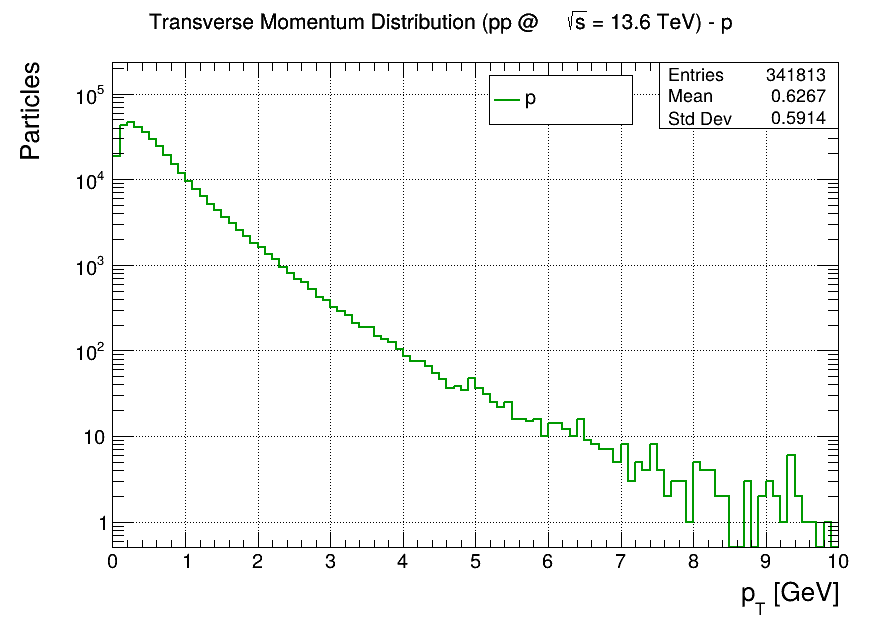 Transverse Momentum Distribution (pp @ √s = 13.6 TeV) - p
Particles
p
Entries 341813
Mean 0.6267
Std Dev 0.5914
10⁵
10⁴
10³
10²
10
1
0 1 2 3 4 5 6 7 8 9 10
p_T [GeV]